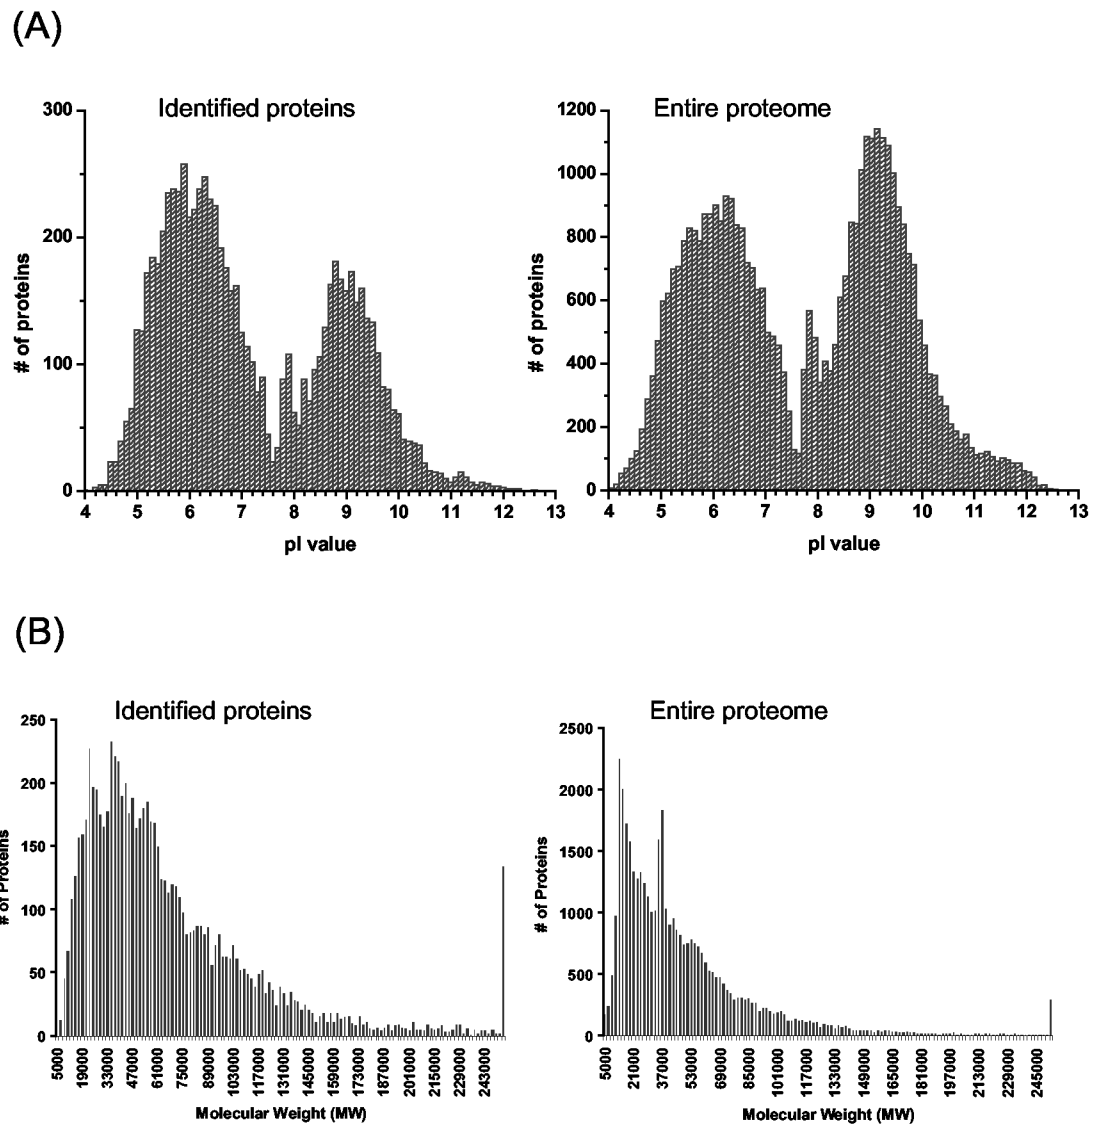 (A)
Identified proteins
300
200
100
0
# of proteins
4 5 6 7 8 9 10 11 12 13
pI value
Entire proteome
1200
1000
800
600
400
200
0
# of proteins
4 5 6 7 8 9 10 11 12 13
pI value
(B)
Identified proteins
250
200
150
100
50
0
# of Proteins
5000 19000 33000 47000 61000 75000 89000 103000 117000 131000 145000 159000 173000 187000 201000 215000 229000 243000
Molecular Weight (MW)
Entire proteome
2500
2000
1500
1000
500
0
# of Proteins
5000 21000 37000 53000 69000 85000 101000 117000 133000 149000 165000 181000 197000 213000 229000 245000
Molecular Weight (MW)